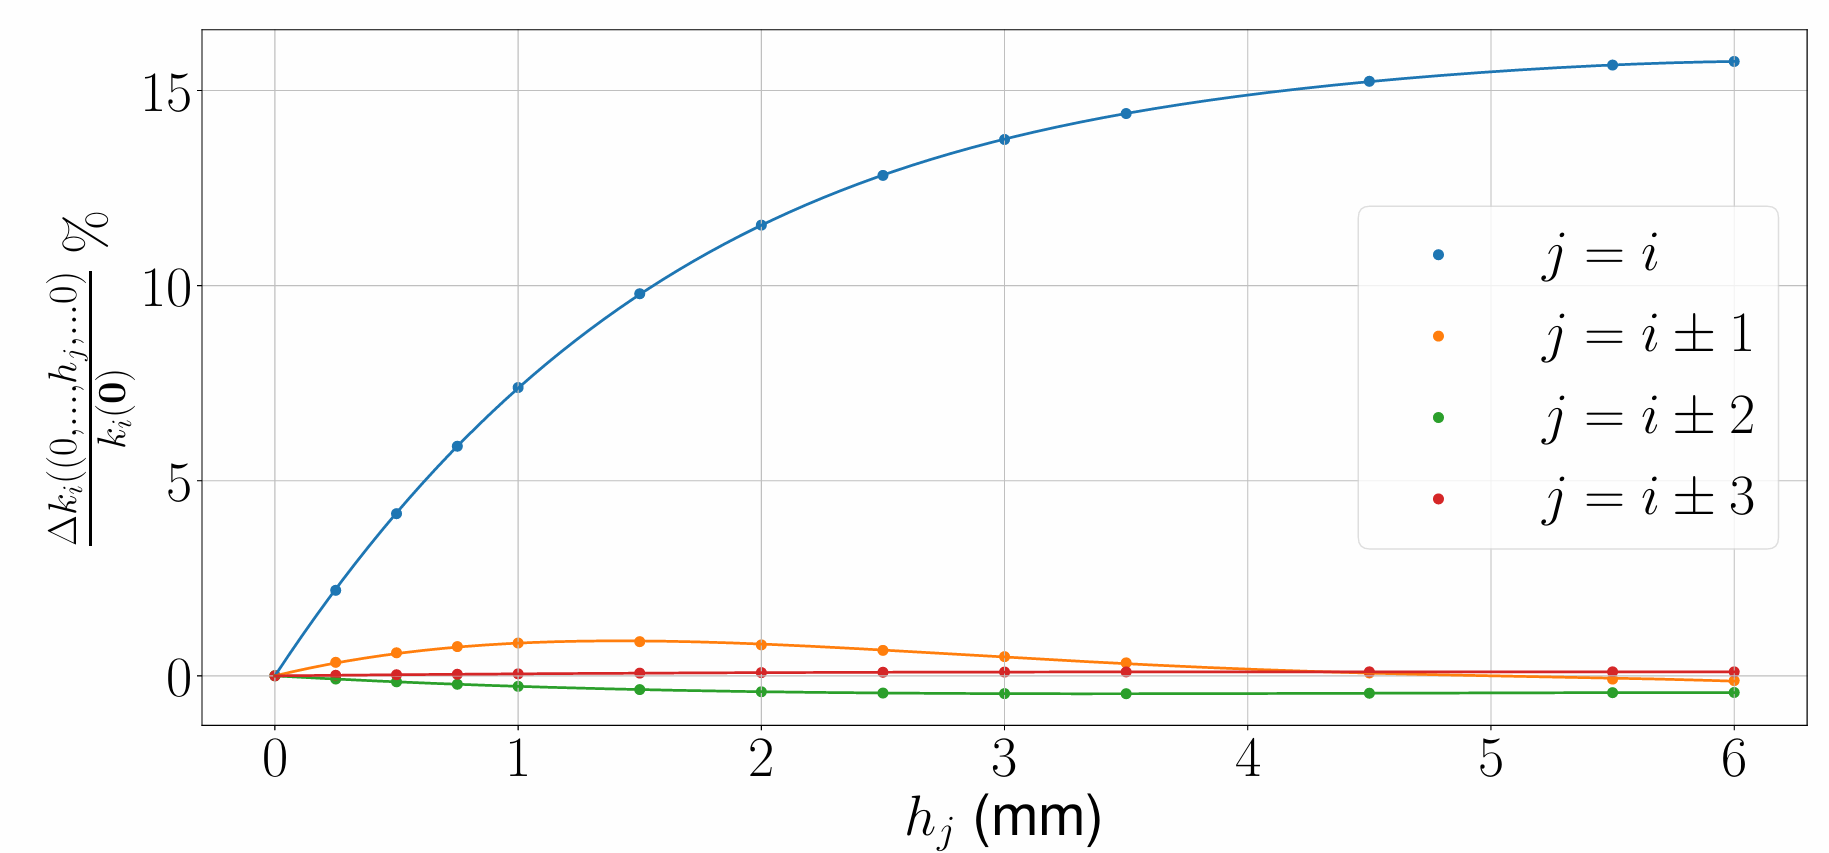 Δk_i((0,...,h_j,...0) / k_i(𝟎) %
15
10
5
0
j = i
j = i ± 1
j = i ± 2
j = i ± 3
0 1 2 3 4 5 6
h_j (mm)